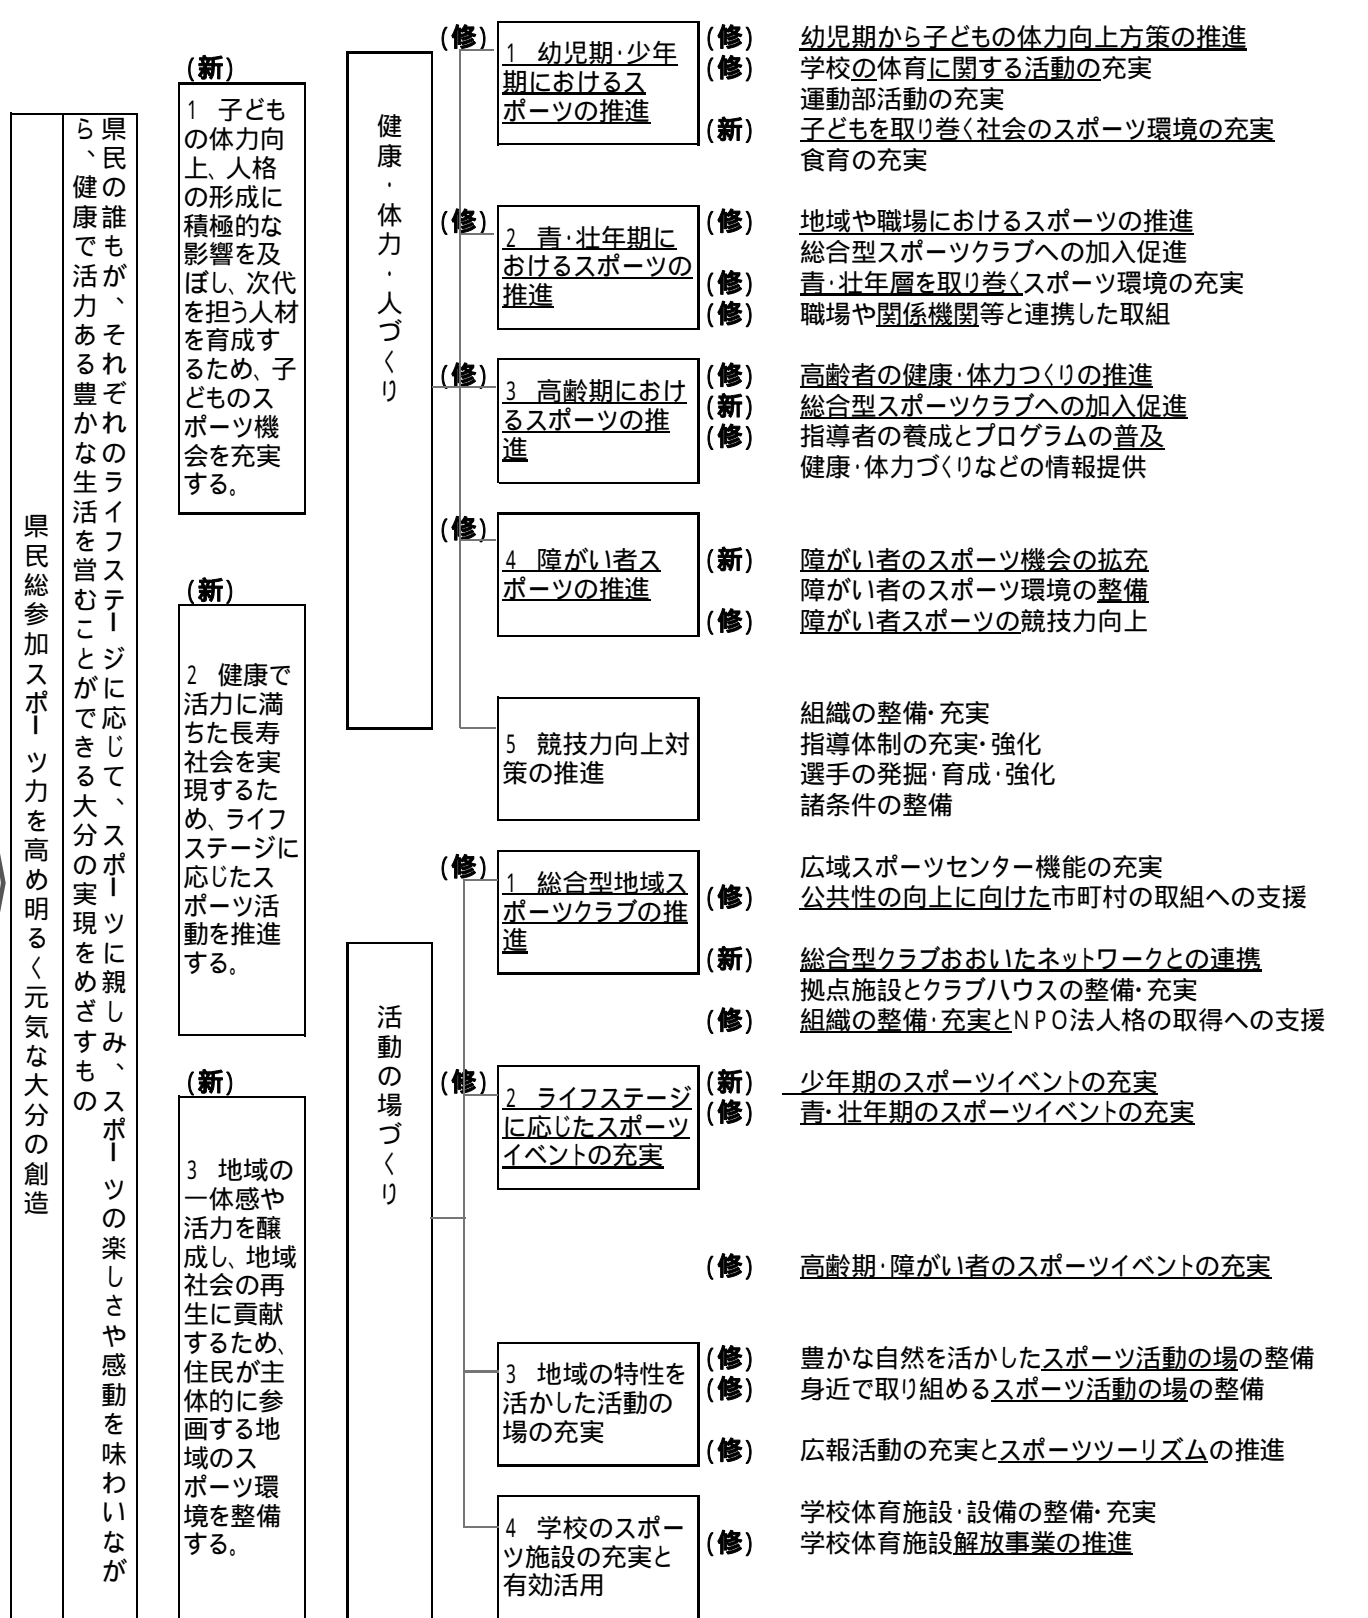 県民総参加スポーツ力を高め明るく元気な大分の創造
県民の誰もが、それぞれのライフステージに応じて、スポーツに親しみ、スポーツの楽しさや感動を味わいなが
ら、健康で活力ある豊かな生活を営むことができる大分の実現をめざすもの
(新)
1 子ども
の体力向
上、人格
の形成に
積極的な
影響を及
ぼし、次代
を担う人材
を育成す
るため、子
どものス
ポーツ機
会を充実
する。
(新)
2 健康で
活力に満
ちた長寿
社会を実
現するた
め、ライフ
ステージに
応じたス
ポーツ活
動を推進
する。
(新)
3 地域の
一体感や
活力を醸
成し、地域
社会の再
生に貢献
するため、
住民が主
体的に参
画する地
域のス
ポーツ環
境を整備
する。
健康・体力・人づくり
(修)
1 幼児期・少年
期におけるス
ポーツの推進
(修) 幼児期から子どもの体力向上方策の推進
(修) 学校の体育に関する活動の充実
運動部活動の充実
(新) 子どもを取り巻く社会のスポーツ環境の充実
食育の充実
(修)
2 青・壮年期に
おけるスポーツの
推進
(修) 地域や職場におけるスポーツの推進
総合型スポーツクラブへの加入促進
(修) 青・壮年層を取り巻くスポーツ環境の充実
(修) 職場や関係機関等と連携した取組
(修)
3 高齢期におけ
るスポーツの推
進
(修) 高齢者の健康・体力つくりの推進
(新) 総合型スポーツクラブへの加入促進
(修) 指導者の養成とプログラムの普及
健康・体力づくりなどの情報提供
(修)
4 障がい者ス
ポーツの推進
(新) 障がい者のスポーツ機会の拡充
障がい者のスポーツ環境の整備
(修) 障がい者スポーツの競技力向上
5 競技力向上対
策の推進
組織の整備・充実
指導体制の充実・強化
選手の発掘・育成・強化
諸条件の整備
活動の場づくり
(修)
1 総合型地域ス
ポーツクラブの推
進
広域スポーツセンター機能の充実
(修) 公共性の向上に向けた市町村の取組への支援
(新) 総合型クラブおおいたネットワークとの連携
拠点施設とクラブハウスの整備・充実
(修) 組織の整備・充実とNPO法人格の取得への支援
(修)
2 ライフステージ
に応じたスポーツ
イベントの充実
(新) 少年期のスポーツイベントの充実
(修) 青・壮年期のスポーツイベントの充実
(修) 高齢期・障がい者のスポーツイベントの充実
3 地域の特性を
活かした活動の
場の充実
(修) 豊かな自然を活かしたスポーツ活動の場の整備
(修) 身近で取り組めるスポーツ活動の場の整備
(修) 広報活動の充実とスポーツツーリズムの推進
4 学校のスポー
ツ施設の充実と
有効活用
学校体育施設・設備の整備・充実
(修) 学校体育施設解放事業の推進